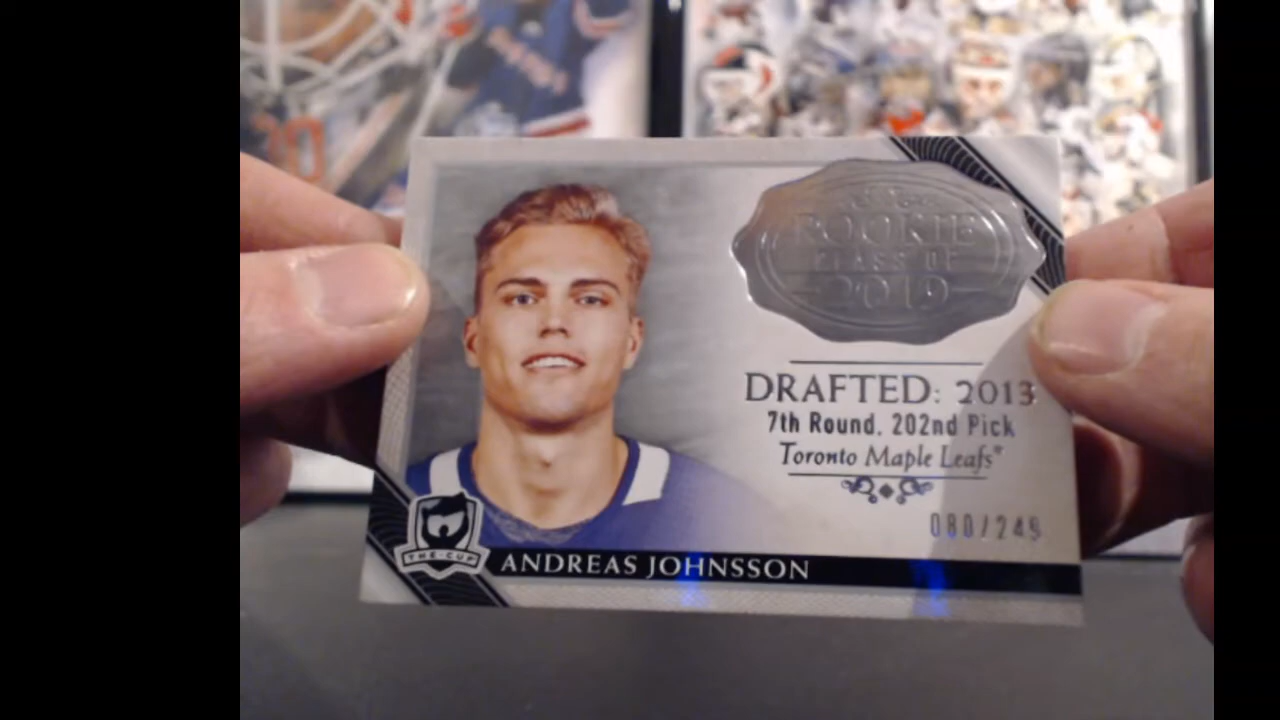 ROOKIE
CLASS OF
2019
DRAFTED: 2013
7th Round, 202nd Pick
Toronto Maple Leafs®
080/249
THE·CUP
ANDREAS JOHNSSON